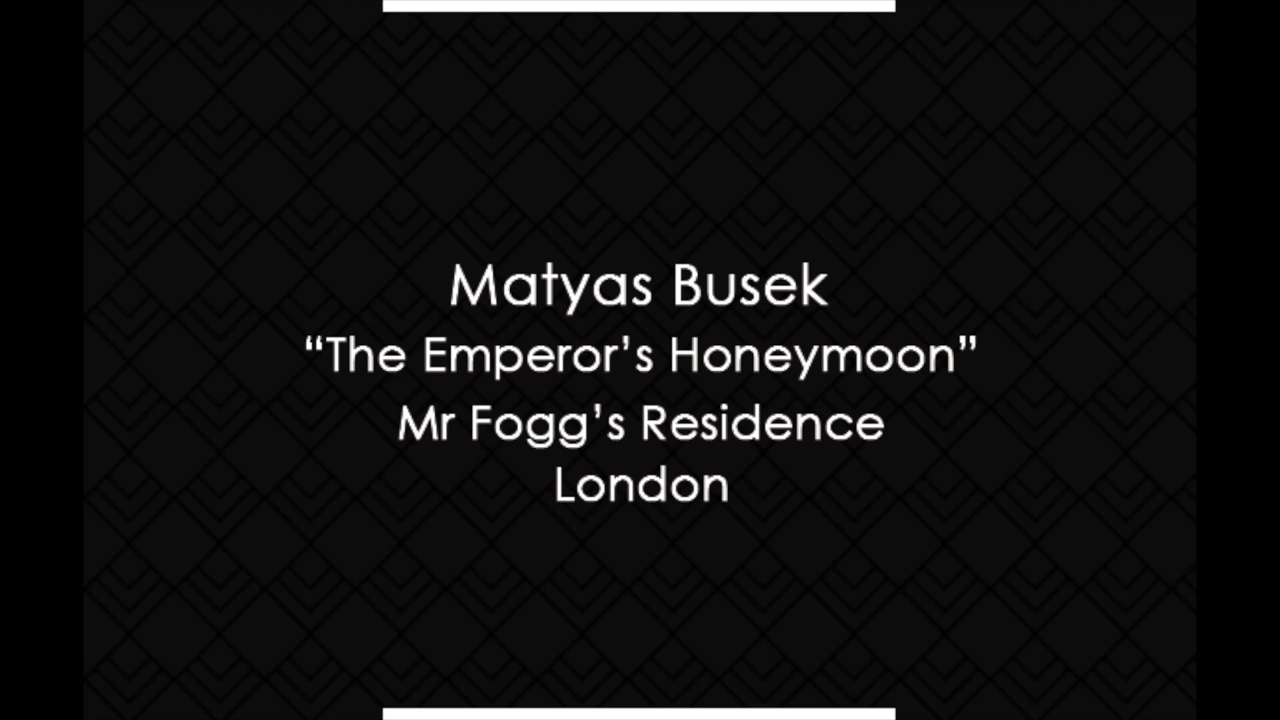 Matyas Busek
“The Emperor’s Honeymoon”
Mr Fogg’s Residence
London